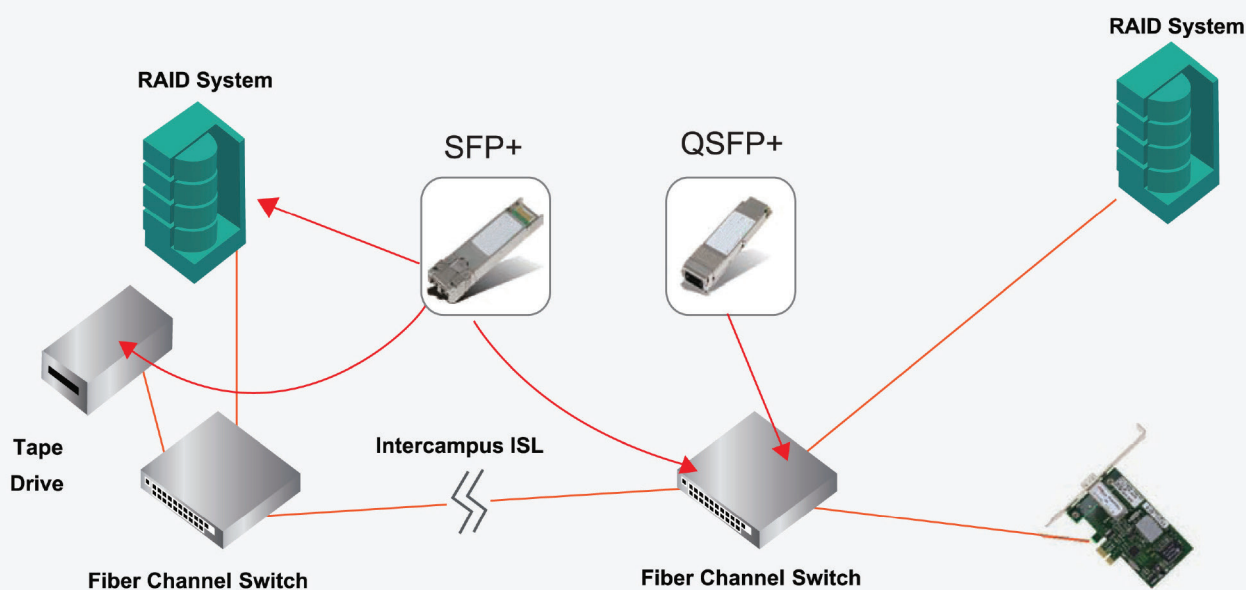 RAID System
RAID System
SFP+
QSFP+
Tape
Drive
Intercampus ISL
Fiber Channel Switch
Fiber Channel Switch